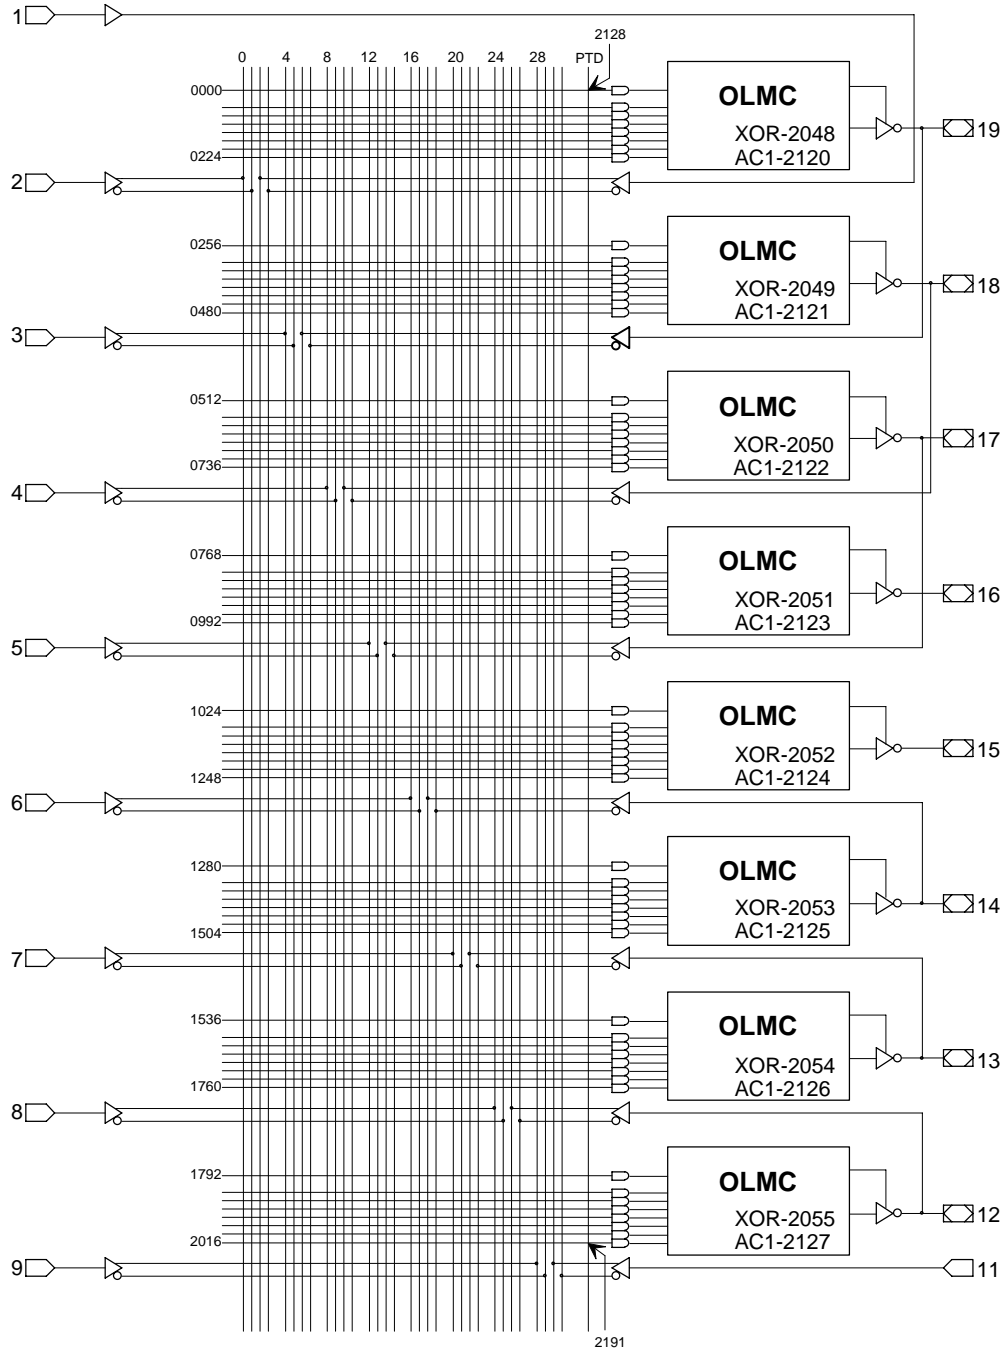 1
2128
0 4 8 12 16 20 24 28 PTD
0000
OLMC
XOR-2048
19
AC1-2120
0224
2
0256
OLMC
XOR-2049
18
AC1-2121
0480
3
0512
OLMC
XOR-2050
17
AC1-2122
0736
4
0768
OLMC
XOR-2051
16
AC1-2123
0992
5
1024
OLMC
XOR-2052
15
AC1-2124
1248
6
1280
OLMC
XOR-2053
14
AC1-2125
1504
7
1536
OLMC
XOR-2054
13
AC1-2126
1760
8
1792
OLMC
XOR-2055
12
AC1-2127
2016
9
11
2191